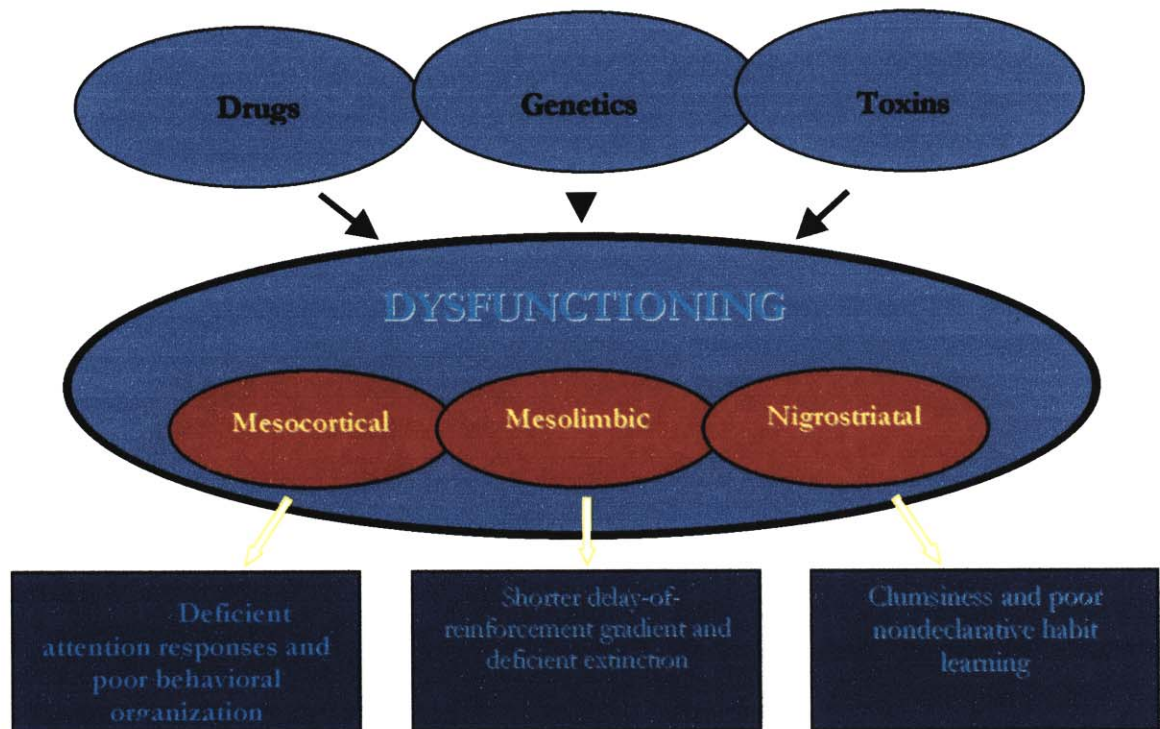 Drugs
Genetics
Toxins
DYSFUNCTIONING
Mesocortical
Mesolimbic
Nigrostriatal
Deficient
attention responses and
poor behavioral
organization
Shorter delay-of-
reinforcement gradient and
deficient extinction
Clumsiness and poor
nondeclarative habit
learning